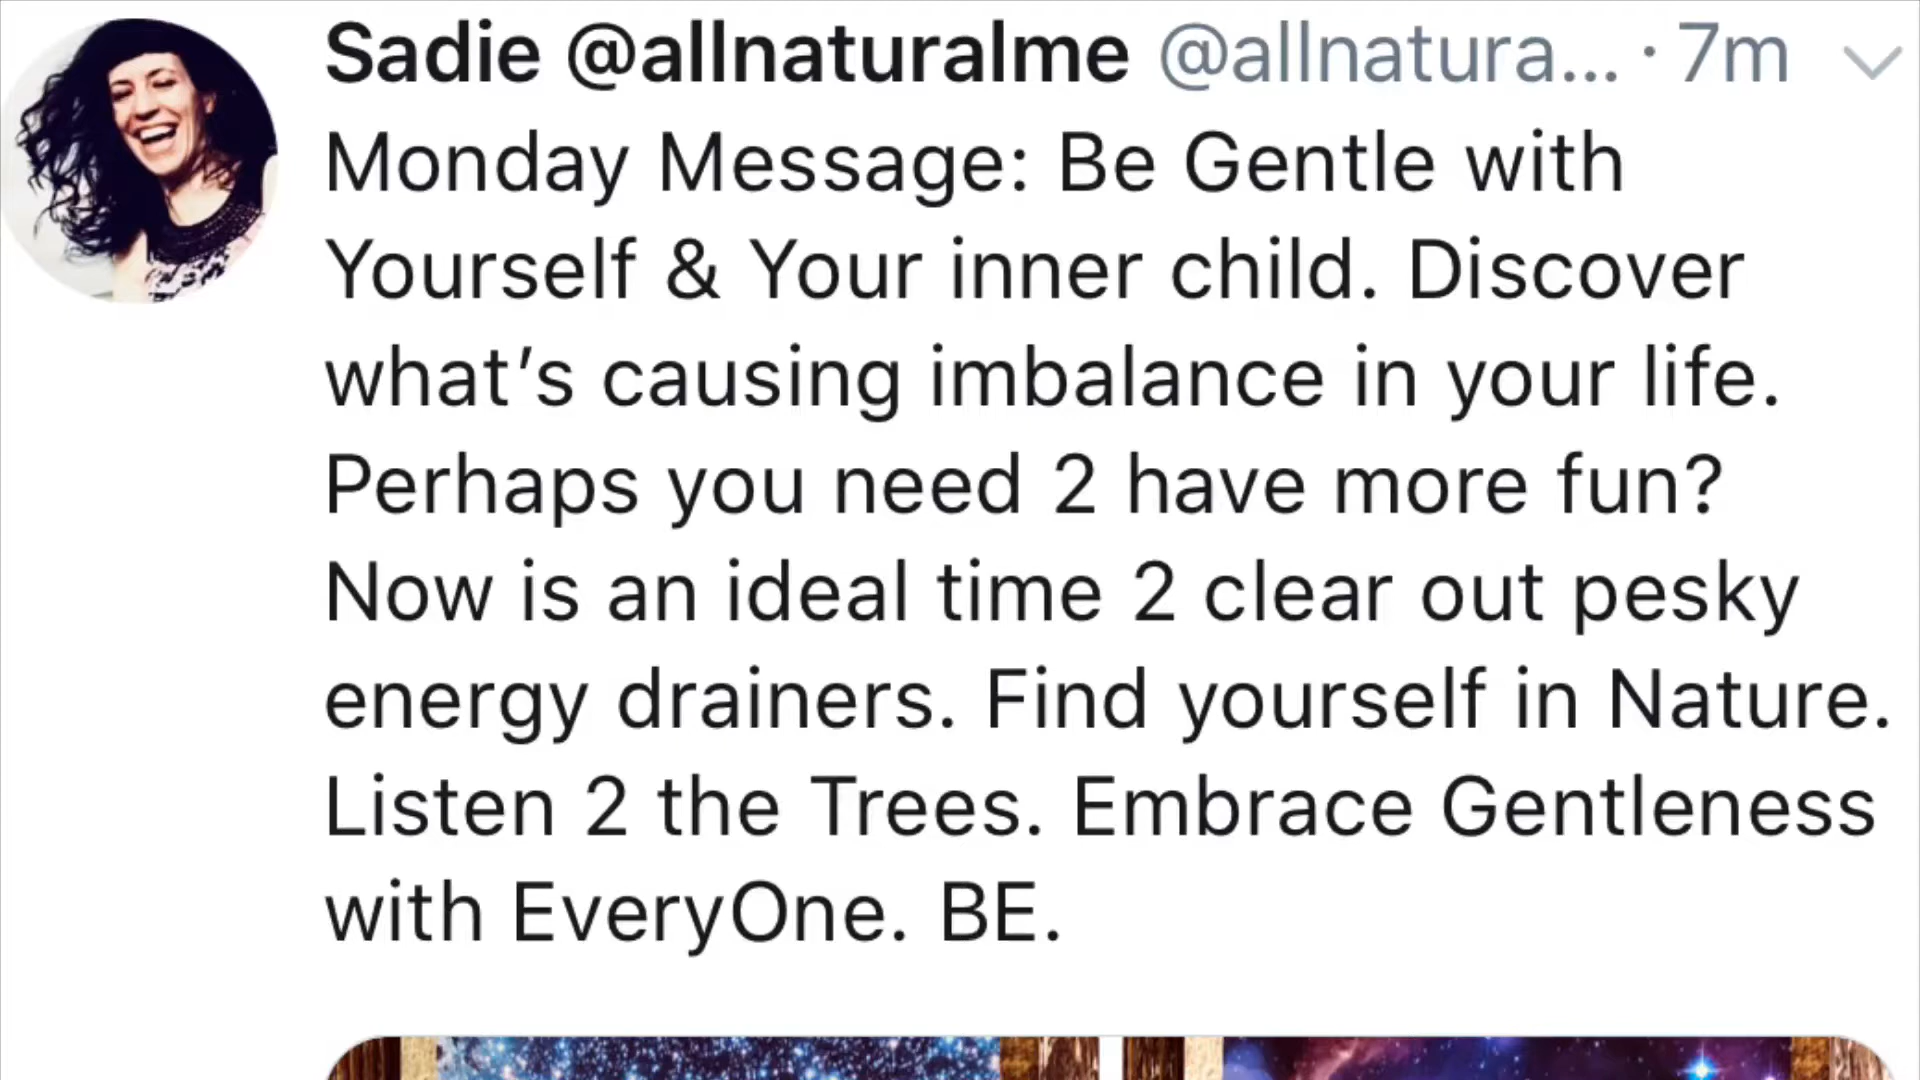 Sadie @allnaturalme @allnatura... · 7m
Monday Message: Be Gentle with
Yourself & Your inner child. Discover
what’s causing imbalance in your life.
Perhaps you need 2 have more fun?
Now is an ideal time 2 clear out pesky
energy drainers. Find yourself in Nature.
Listen 2 the Trees. Embrace Gentleness
with EveryOne. BE.